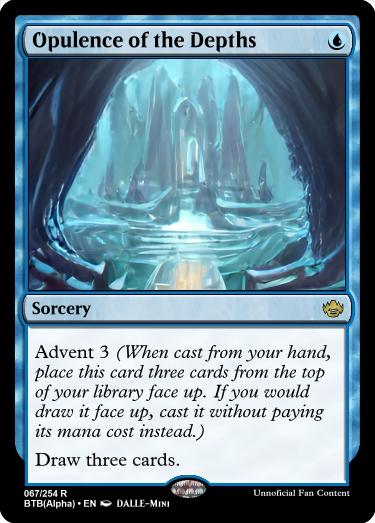 Opulence of the Depths
Sorcery
Advent 3 (When cast from your hand,
place this card three cards from the top
of your library face up. If you would
draw it face up, cast it without paying
its mana cost instead.)
Draw three cards.
067/254 R
BTB(Alpha) • EN DALLE-Mini
Unnoficial Fan Content